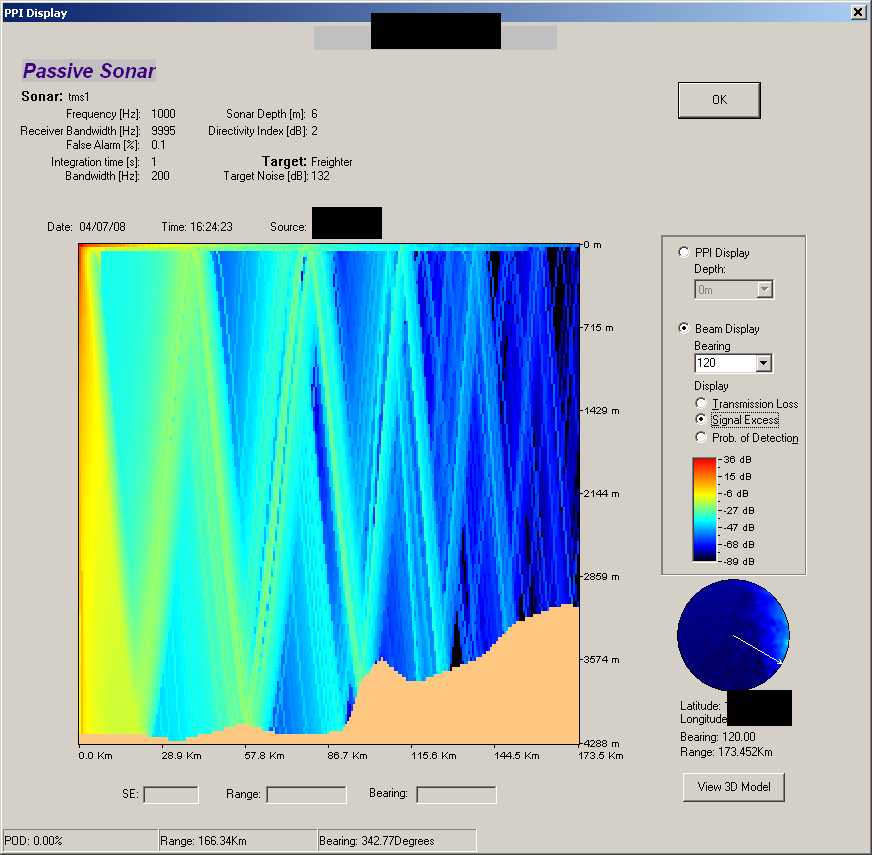 PPI Display
Passive Sonar
Sonar: tms1
Frequency [Hz]: 1000 Sonar Depth [m]: 6
Receiver Bandwidth [Hz]: 9995 Directivity Index [dB]: 2
False Alarm [%]: 0.1
Integration time [s]: 1 Target: Freighter
Bandwidth [Hz]: 200 Target Noise [dB]: 132
OK
Date: 04/07/08 Time: 16:24:23 Source:
0 m
715 m
1429 m
2144 m
2859 m
3574 m
4288 m
0.0 Km 28.9 Km 57.8 Km 86.7 Km 115.6 Km 144.5 Km 173.5 Km
PPI Display
Depth:
0m
Beam Display
Bearing
120
Display
Transmission Loss
Signal Excess
Prob. of Detection
36 dB
15 dB
-6 dB
-27 dB
-47 dB
-68 dB
-89 dB
Latitude:
Longitude
Bearing: 120.00
Range: 173.452Km
View 3D Model
SE: Range: Bearing:
POD: 0.00% Range: 166.34Km Bearing: 342.77Degrees